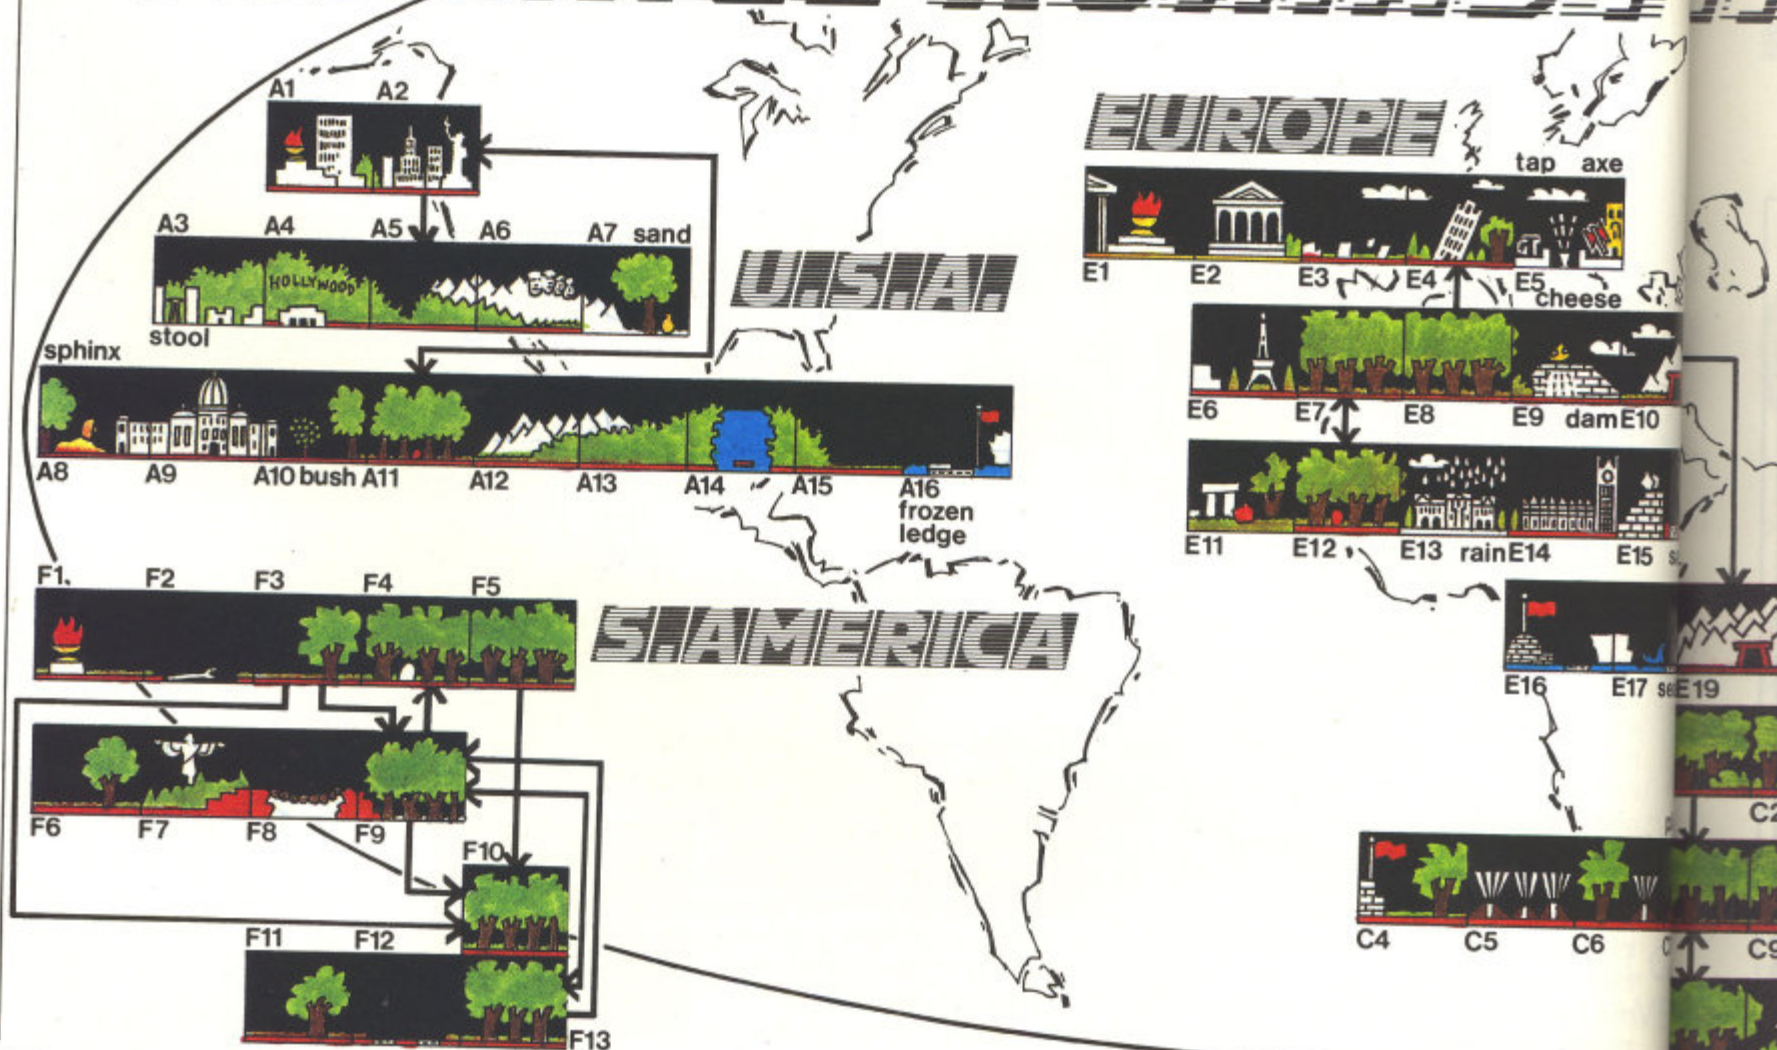 A1 A2
A3 A4 A5 A6 A7 sand
HOLLYWOOD
stool
U.S.A.
sphinx
A8 A9 A10 bush A11 A12 A13 A14 A15 A16
frozen
ledge
EUROPE
tap axe
E1 E2 E3 E4 E5
cheese
E6 E7 E8 E9 dam E10
E11 E12 E13 rain E14 E15
E16 E17 E19
F1. F2 F3 F4 F5
S.AMERICA
F6 F7 F8 F9
F10
F11 F12
F13
C4 C5 C6 C9